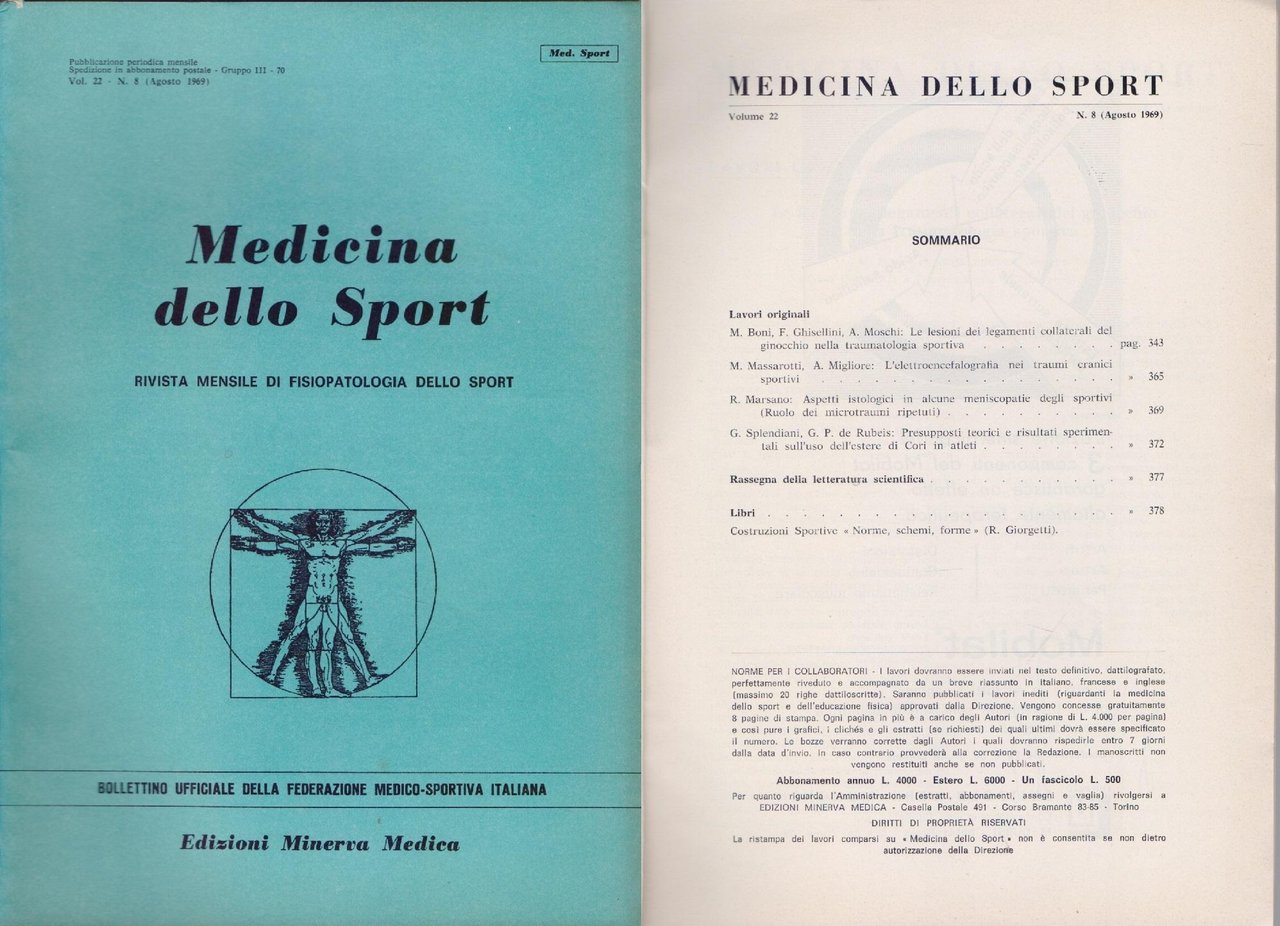 Med. Sport
Pubblicazione periodica mensile
Spedizione in abbonamento postale - Gruppo III - 70
Vol. 22 - N. 8 (Agosto 1969)
Medicina
dello Sport
RIVISTA MENSILE DI FISIOPATOLOGIA DELLO SPORT
BOLLETTINO UFFICIALE DELLA FEDERAZIONE MEDICO-SPORTIVA ITALIANA
Edizioni Minerva Medica
MEDICINA DELLO SPORT
Volume 22 N. 8 (Agosto 1969)
SOMMARIO
Lavori originali
M. Boni, F. Ghisellini, A. Moschi: Le lesioni dei legamenti collaterali del
ginocchio nella traumatologia sportiva . . . . . . . . pag. 343
M. Massarotti, A. Migliore: L'elettroencefalografia nei traumi cranici
sportivi . . . . . . . . . . . . . . . . . . » 365
R. Marsano: Aspetti istologici in alcune meniscopatie degli sportivi
(Ruolo dei microtraumi ripetuti) . . . . . . . . . . » 369
G. Splendiani, G. P. de Rubeis: Presupposti teorici e risultati sperimen-
tali sull'uso dell'estere di Cori in atleti . . . . . . . . » 372
Rassegna della letteratura scientifica . . . . . . . . . . . » 377
Libri . . . . . . . . . . . . . . . . . . . . » 378
Costruzioni Sportive « Norme, schemi, forme » (R. Giorgetti).
NORME PER I COLLABORATORI - I lavori dovranno essere inviati nel testo definitivo, dattilografato,
perfettamente riveduto e accompagnato da un breve riassunto in italiano, francese e inglese
(massimo 20 righe dattiloscritte). Saranno pubblicati i lavori inediti (riguardanti la medicina
dello sport e dell'educazione fisica) approvati dalla Direzione. Vengono concesse gratuitamente
8 pagine di stampa. Ogni pagina in più è a carico degli Autori (in ragione di L. 4.000 per pagina)
e così pure i grafici, i clichés e gli estratti (se richiesti) dei quali ultimi dovrà essere specificato
il numero. Le bozze verranno corrette dagli Autori i quali dovranno rispedirle entro 7 giorni
dalla data d'invio. In caso contrario provvederà alla correzione la Redazione. I manoscritti non
vengono restituiti anche se non pubblicati.
Abbonamento annuo L. 4000 - Estero L. 6000 - Un fascicolo L. 500
Per quanto riguarda l'Amministrazione (estratti, abbonamenti, assegni e vaglia) rivolgersi a
EDIZIONI MINERVA MEDICA - Casella Postale 491 - Corso Bramante 83-85 - Torino
DIRITTI DI PROPRIETÀ RISERVATI
La ristampa dei lavori comparsi su « Medicina dello Sport » non è consentita se non dietro
autorizzazione della Direzione